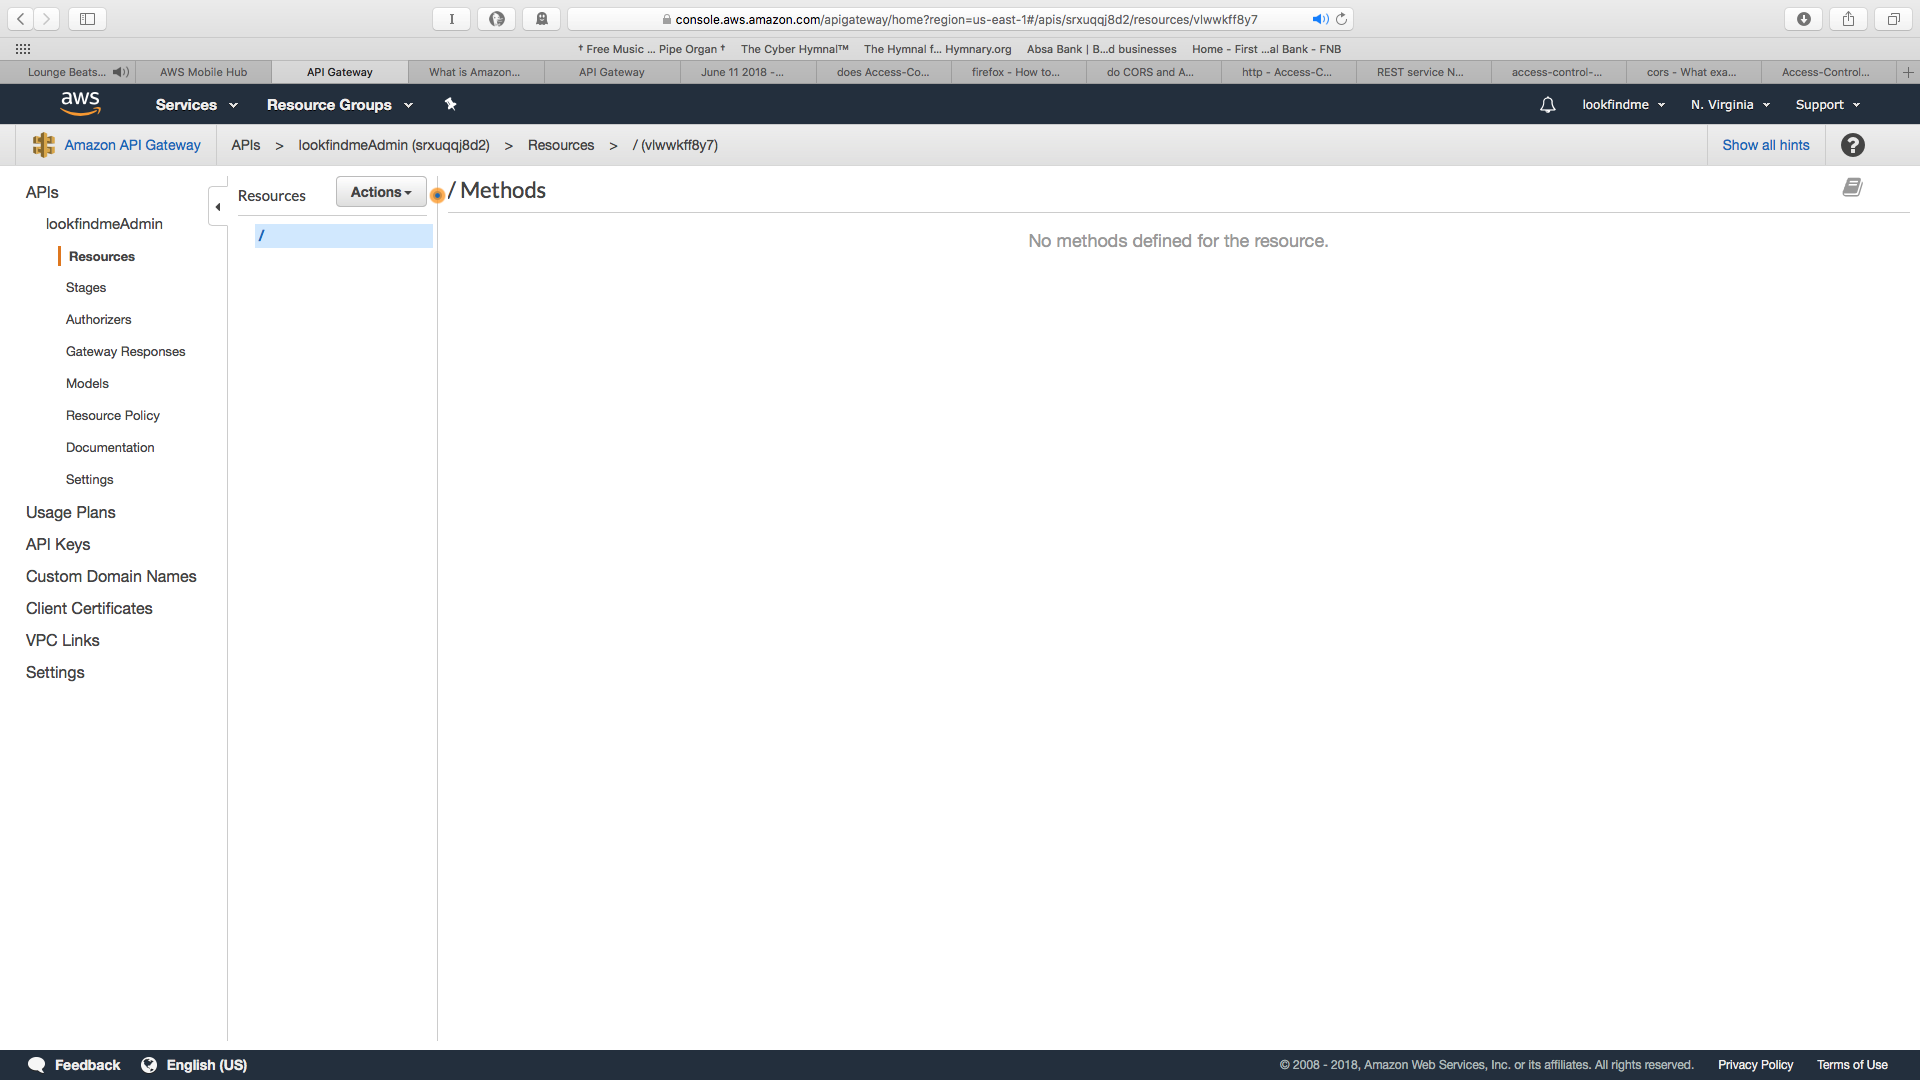 I
console.aws.amazon.com/apigateway/home?region=us-east-1#/apis/srxuqqj8d2/resources/vlwwkff8y7
† Free Music ... Pipe Organ † The Cyber Hymnal™ The Hymnal f... Hymnary.org Absa Bank | B...d businesses Home - First ...al Bank - FNB
Lounge Beats... AWS Mobile Hub API Gateway What is Amazon... API Gateway June 11 2018 -... does Access-Co... firefox - How to... do CORS and A... http - Access-C... REST service N... access-control-... cors - What exa... Access-Control...
aws Services Resource Groups lookfindme N. Virginia Support
Amazon API Gateway APIs > lookfindmeAdmin (srxuqqj8d2) > Resources > / (vlwwkff8y7) Show all hints ?
APIs
lookfindmeAdmin
Resources
Stages
Authorizers
Gateway Responses
Models
Resource Policy
Documentation
Settings
Usage Plans
API Keys
Custom Domain Names
Client Certificates
VPC Links
Settings
Resources Actions
/
/ Methods
No methods defined for the resource.
Feedback English (US) © 2008 - 2018, Amazon Web Services, Inc. or its affiliates. All rights reserved. Privacy Policy Terms of Use